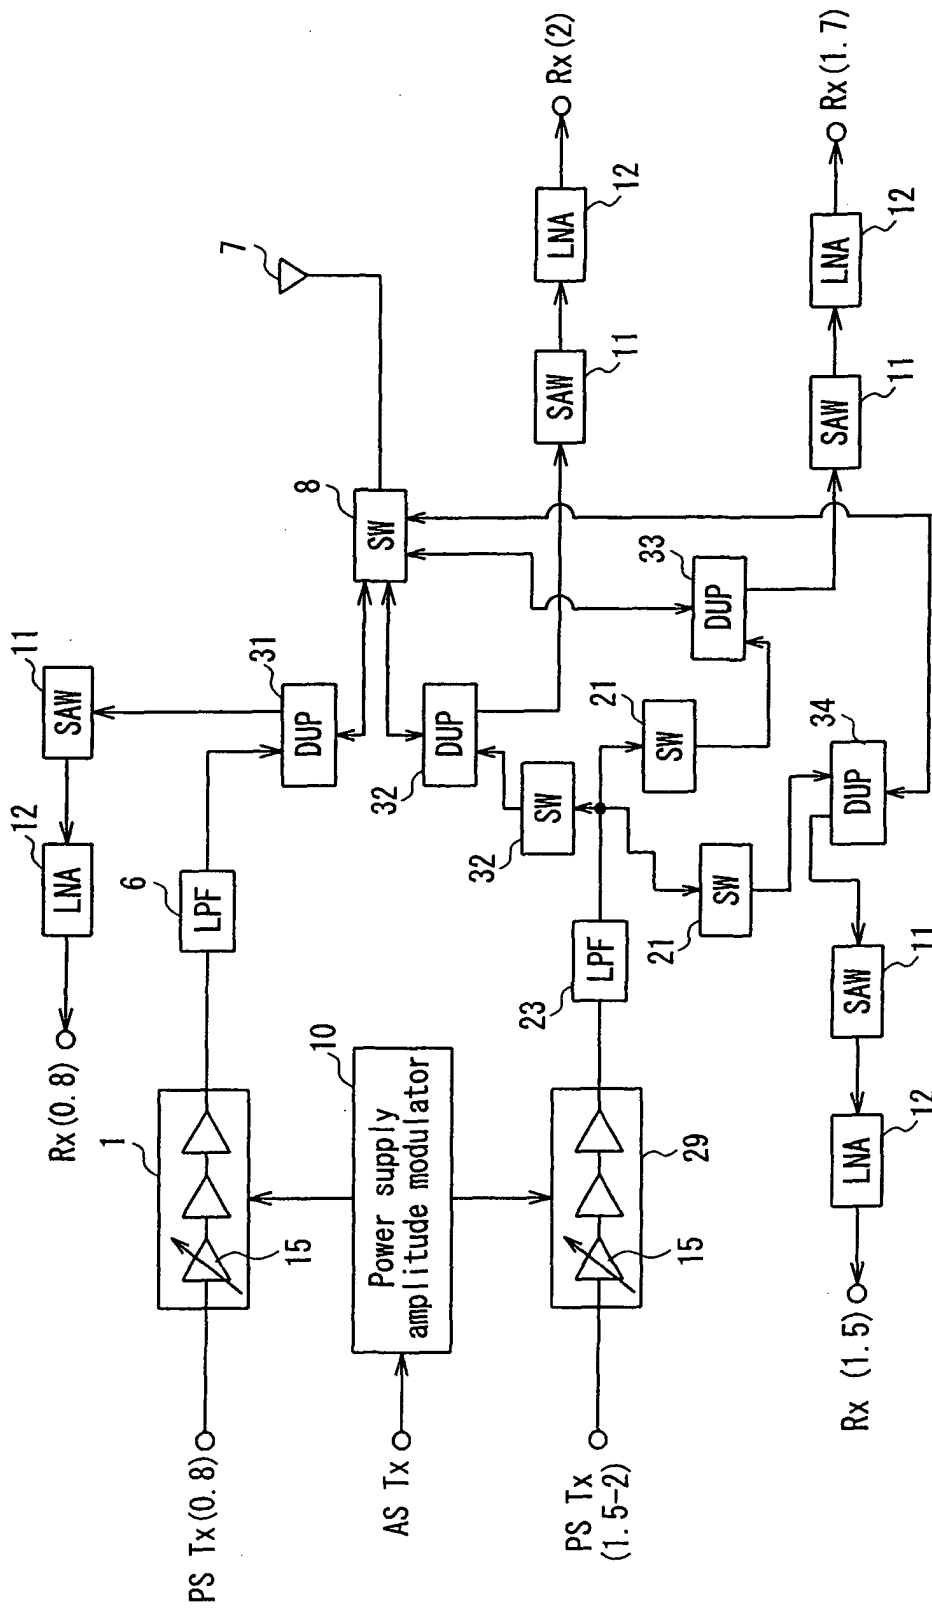 Rx(0.8)
12
LNA
11
SAW
7
Rx(2)
12
LNA
11
SAW
8
SW
31
DUP
6
LPF
1
15
PS Tx(0.8)
10
Power supply
amplitude modulator
AS Tx
32
DUP
32
SW
23
LPF
29
15
PS Tx
(1.5-2)
21
SW
33
DUP
11
SAW
12
LNA
Rx(1.7)
21
SW
34
DUP
11
SAW
12
LNA
Rx (1.5)